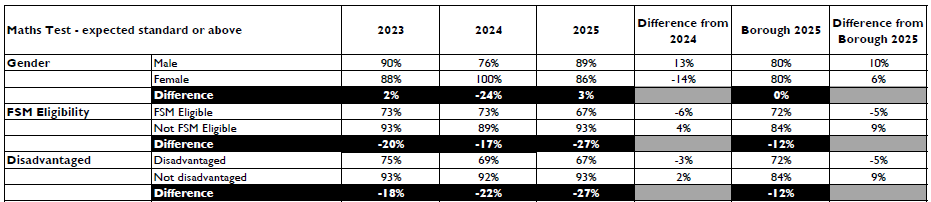 Maths Test - expected standard or above 2023 2024 2025 Difference from 2024 Borough 2025 Difference from Borough 2025
Gender Male 90% 76% 89% 13% 80% 10%
Female 88% 100% 86% -14% 80% 6%
Difference 2% -24% 3% 0%
FSM Eligibility FSM Eligible 73% 73% 67% -6% 72% -5%
Not FSM Eligible 93% 89% 93% 4% 84% 9%
Difference -20% -17% -27% -12%
Disadvantaged Disadvantaged 75% 69% 67% -3% 72% -5%
Not disadvantaged 93% 92% 93% 2% 84% 9%
Difference -18% -22% -27% -12%